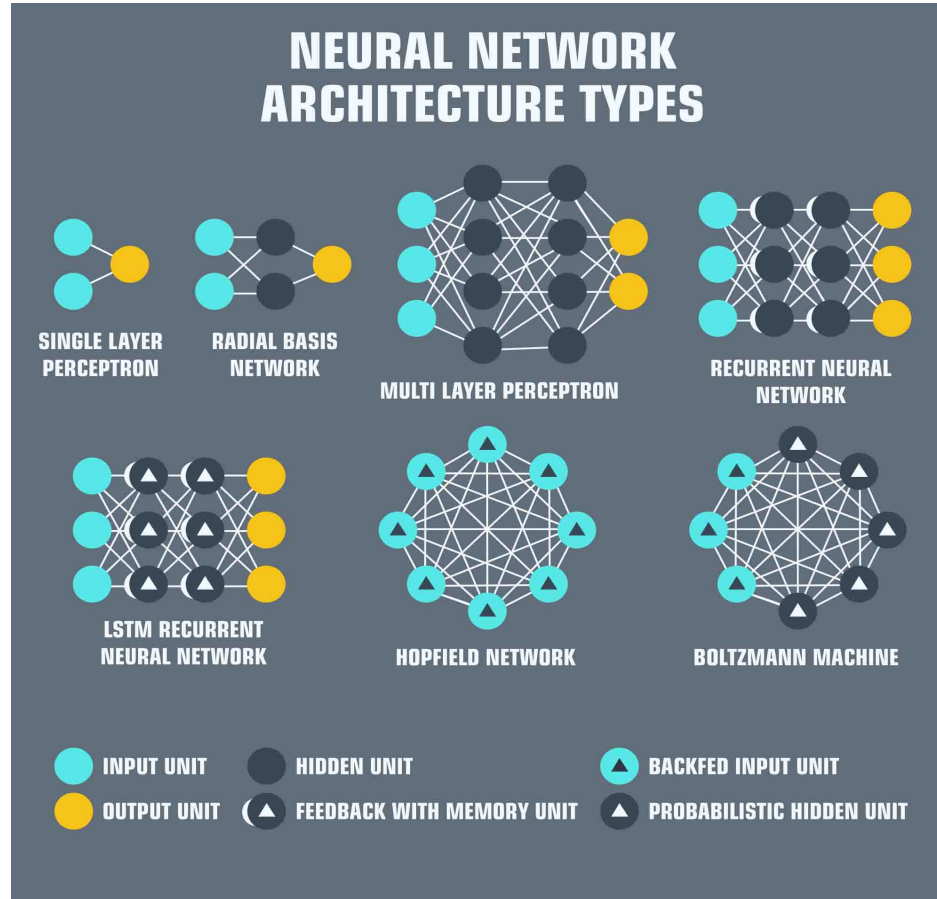 NEURAL NETWORK
ARCHITECTURE TYPES
SINGLE LAYER
PERCEPTRON
RADIAL BASIS
NETWORK
MULTI LAYER PERCEPTRON
RECURRENT NEURAL
NETWORK
LSTM RECURRENT
NEURAL NETWORK
HOPFIELD NETWORK
BOLTZMANN MACHINE
INPUT UNIT
HIDDEN UNIT
BACKFED INPUT UNIT
OUTPUT UNIT
FEEDBACK WITH MEMORY UNIT
PROBABILISTIC HIDDEN UNIT